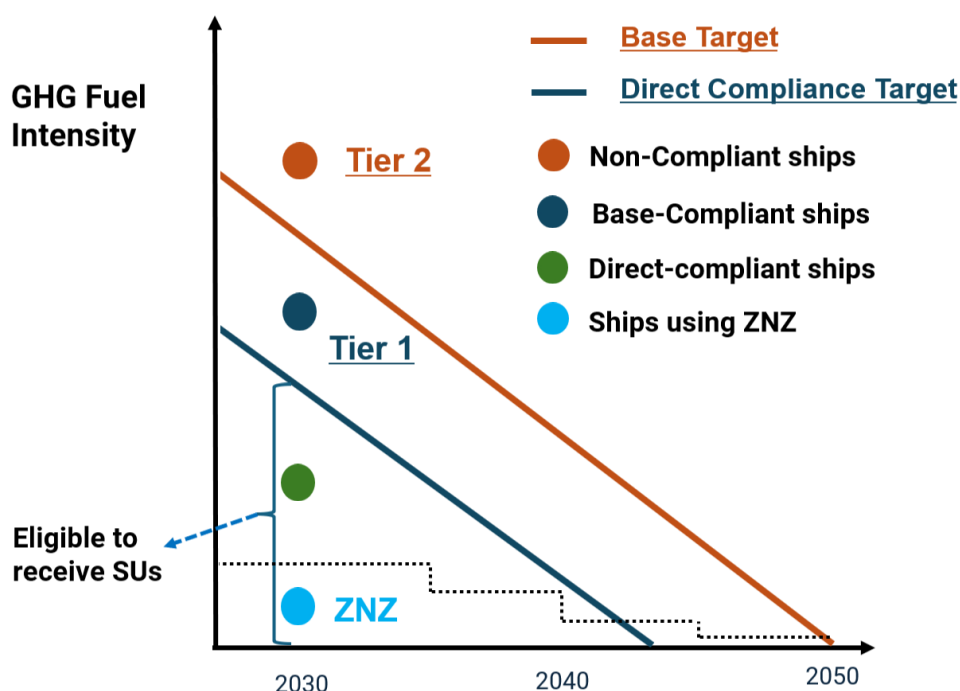 GHG Fuel
Intensity
Base Target
Direct Compliance Target
Tier 2
Non-Compliant ships
Base-Compliant ships
Direct-compliant ships
Ships using ZNZ
Tier 1
Eligible to
receive SUs
ZNZ
2030
2040
2050